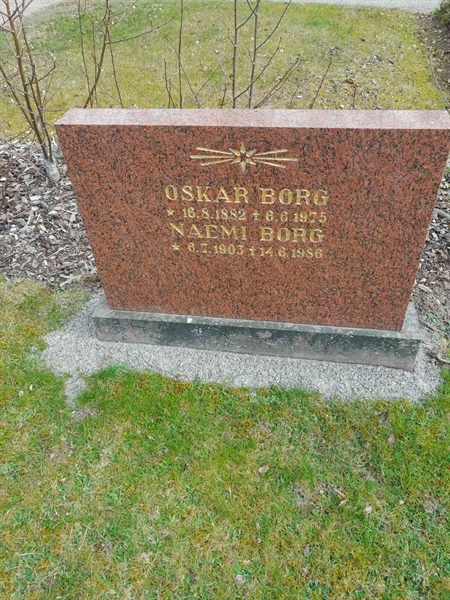 OSKAR BORG
* 16.8.1882 † 6.6.1975
NAEMI BORG
* 6.7.1903 † 14.6.1986